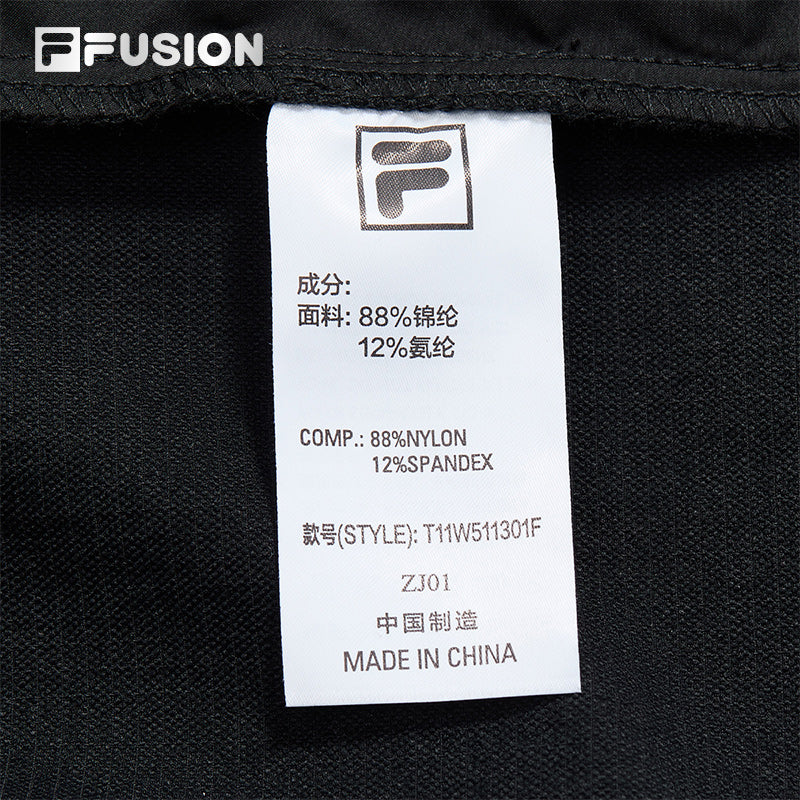 FUSION
成分:
面料: 88%锦纶
12%氨纶
COMP.: 88%NYLON
12%SPANDEX
款号(STYLE): T11W511301F
ZJ01
中国制造
MADE IN CHINA